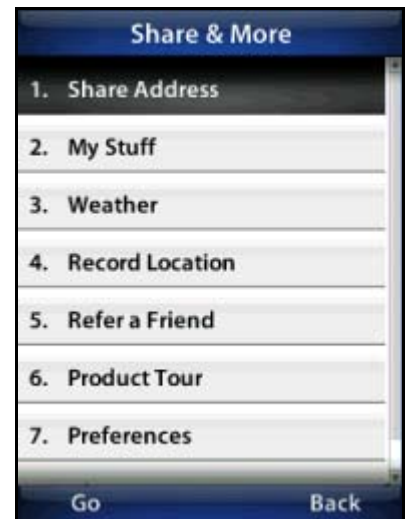 Share & More
1. Share Address
2. My Stuff
3. Weather
4. Record Location
5. Refer a Friend
6. Product Tour
7. Preferences
Go Back